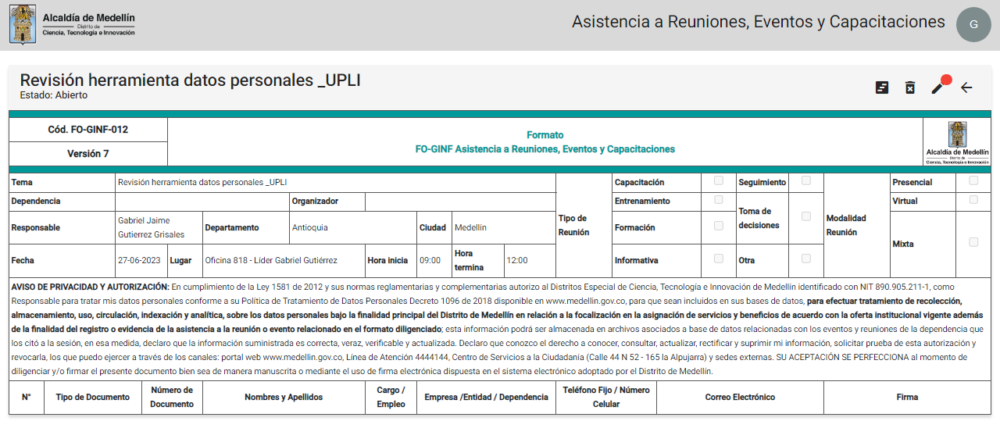 Alcaldía de Medellín
Distrito de
Ciencia, Tecnología e Innovación
Asistencia a Reuniones, Eventos y Capacitaciones
G
Revisión herramienta datos personales _UPLI
Estado: Abierto
Cód. FO-GINF-012
Versión 7
Formato
FO-GINF Asistencia a Reuniones, Eventos y Capacitaciones
Alcaldía de Medellín
Distrito de
Ciencia, Tecnología e Innovación
Tema Revisión herramienta datos personales _UPLI
Dependencia Organizador
Responsable Gabriel Jaime Gutierrez Grisales Departamento Antioquia Ciudad Medellín
Fecha 27-06-2023 Lugar Oficina 818 - Líder Gabriel Gutiérrez Hora inicia 09:00 Hora termina 12:00
Tipo de Reunión
Capacitación Seguimiento
Entrenamiento
Formación Toma de decisiones
Informativa Otra
Modalidad Reunión
Presencial
Virtual
Mixta
AVISO DE PRIVACIDAD Y AUTORIZACIÓN: En cumplimiento de la Ley 1581 de 2012 y sus normas reglamentarias y complementarias autorizo al Distritos Especial de Ciencia, Tecnología e Innovación de Medellín identificado con NIT 890.905.211-1, como
Responsable para tratar mis datos personales conforme a su Política de Tratamiento de Datos Personales Decreto 1096 de 2018 disponible en www.medellin.gov.co, para que sean incluidos en sus bases de datos, para efectuar tratamiento de recolección,
almacenamiento, uso, circulación, indexación y analítica, sobre los datos personales bajo la finalidad principal del Distrito de Medellín en relación a la focalización en la asignación de servicios y beneficios de acuerdo con la oferta institucional vigente además
de la finalidad del registro o evidencia de la asistencia a la reunión o evento relacionado en el formato diligenciado; esta información podrá ser almacenada en archivos asociados a base de datos relacionadas con los eventos y reuniones de la dependencia que
los citó a la sesión, en esa medida, declaro que la información suministrada es correcta, veraz, verificable y actualizada. Declaro que conozco el derecho a conocer, consultar, actualizar, rectificar y suprimir mi información, solicitar prueba de esta autorización y
revocarla, los que puedo ejercer a través de los canales: portal web www.medellin.gov.co, Línea de Atención 4444144, Centro de Servicios a la Ciudadanía (Calle 44 N 52 - 165 la Alpujarra) y sedes externas. SU ACEPTACIÓN SE PERFECCIONA al momento de
diligenciar y/o firmar el presente documento bien sea de manera manuscrita o mediante el uso de firma electrónica dispuesta en el sistema electrónico adoptado por el Distrito de Medellín.
N° Tipo de Documento Número de Documento Nombres y Apellidos Cargo / Empleo Empresa /Entidad / Dependencia Teléfono Fijo / Número Celular Correo Electrónico Firma